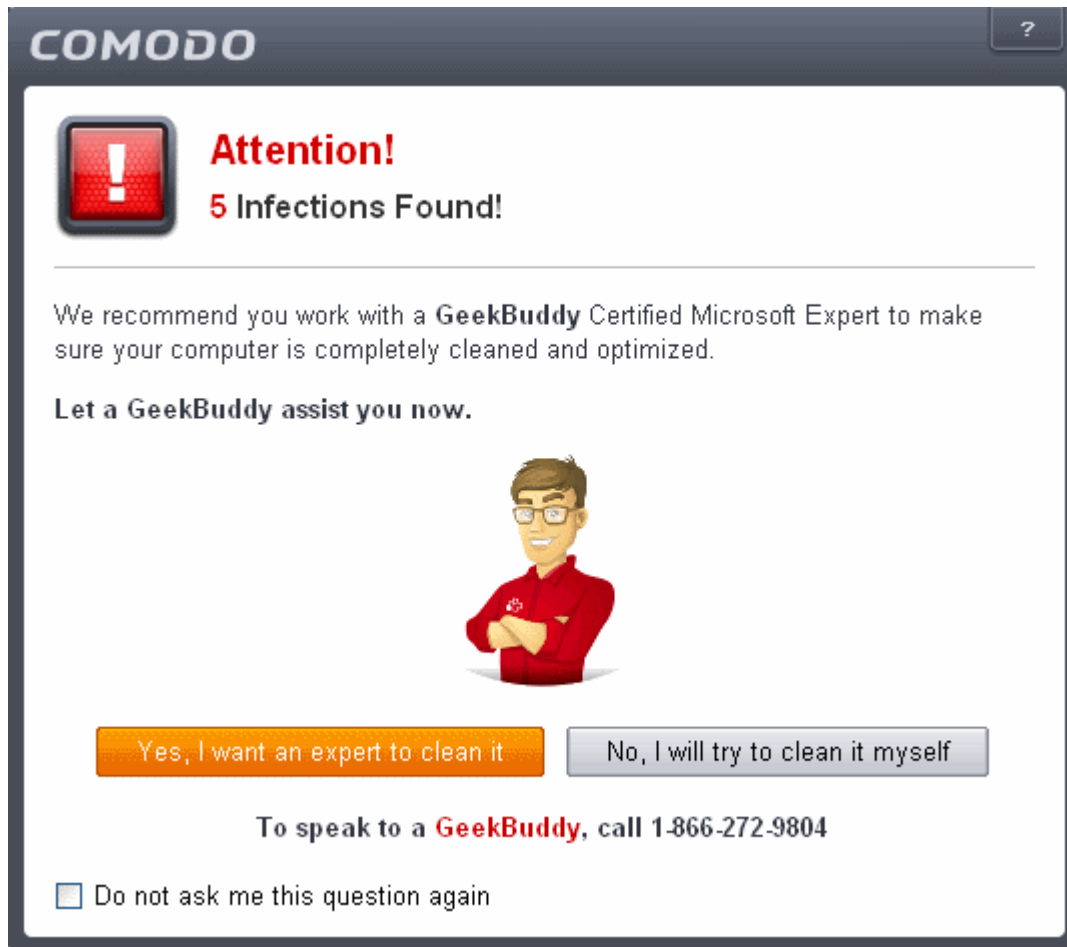 COMODO
?
!
Attention!
5 Infections Found!
We recommend you work with a GeekBuddy Certified Microsoft Expert to make
sure your computer is completely cleaned and optimized.
Let a GeekBuddy assist you now.
Yes, I want an expert to clean it
No, I will try to clean it myself
To speak to a GeekBuddy, call 1-866-272-9804
Do not ask me this question again